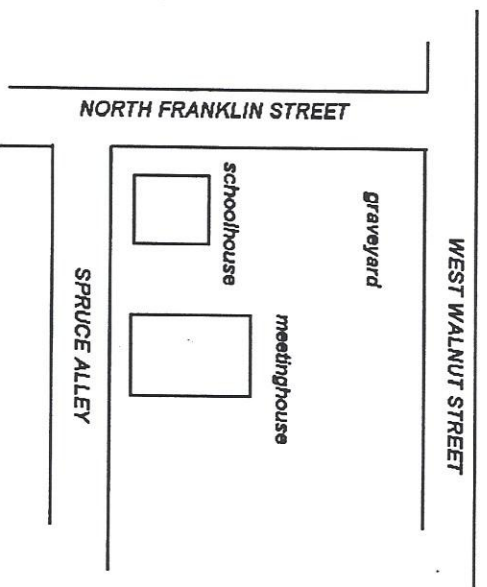 NORTH FRANKLIN STREET
schoolhouse
graveyard
meetinghouse
WEST WALNUT STREET
SPRUCE ALLEY